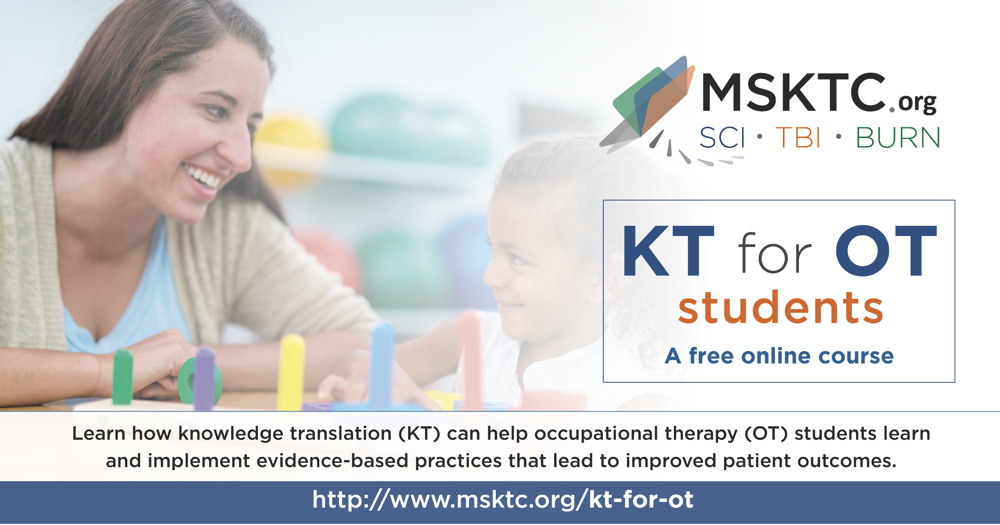 MSKTC.org
SCI • TBI • BURN
KT for OT
students
A free online course
Learn how knowledge translation (KT) can help occupational therapy (OT) students learn
and implement evidence-based practices that lead to improved patient outcomes.
http://www.msktc.org/kt-for-ot